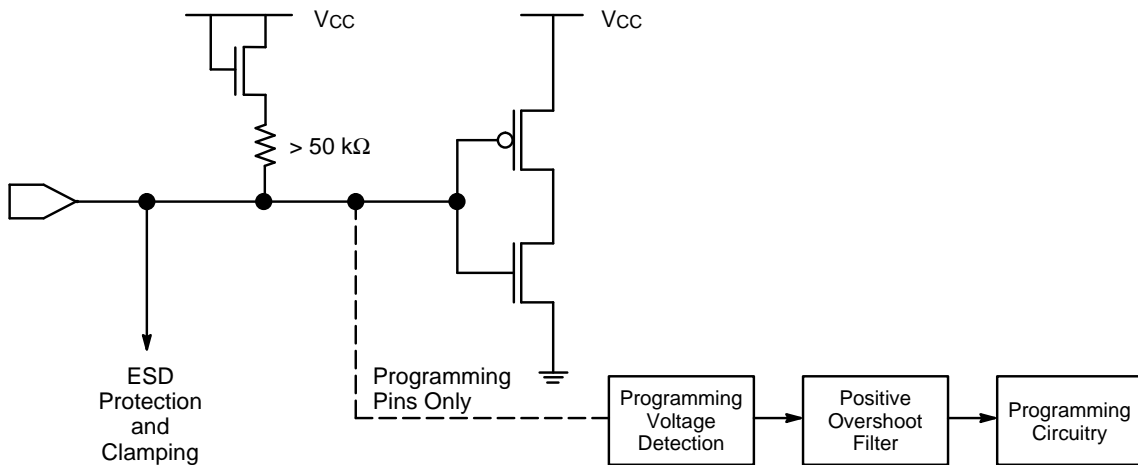 VCC
VCC
> 50 kΩ
ESD
Protection
and
Clamping
Programming
Pins Only
Programming
Voltage
Detection
Positive
Overshoot
Filter
Programming
Circuitry